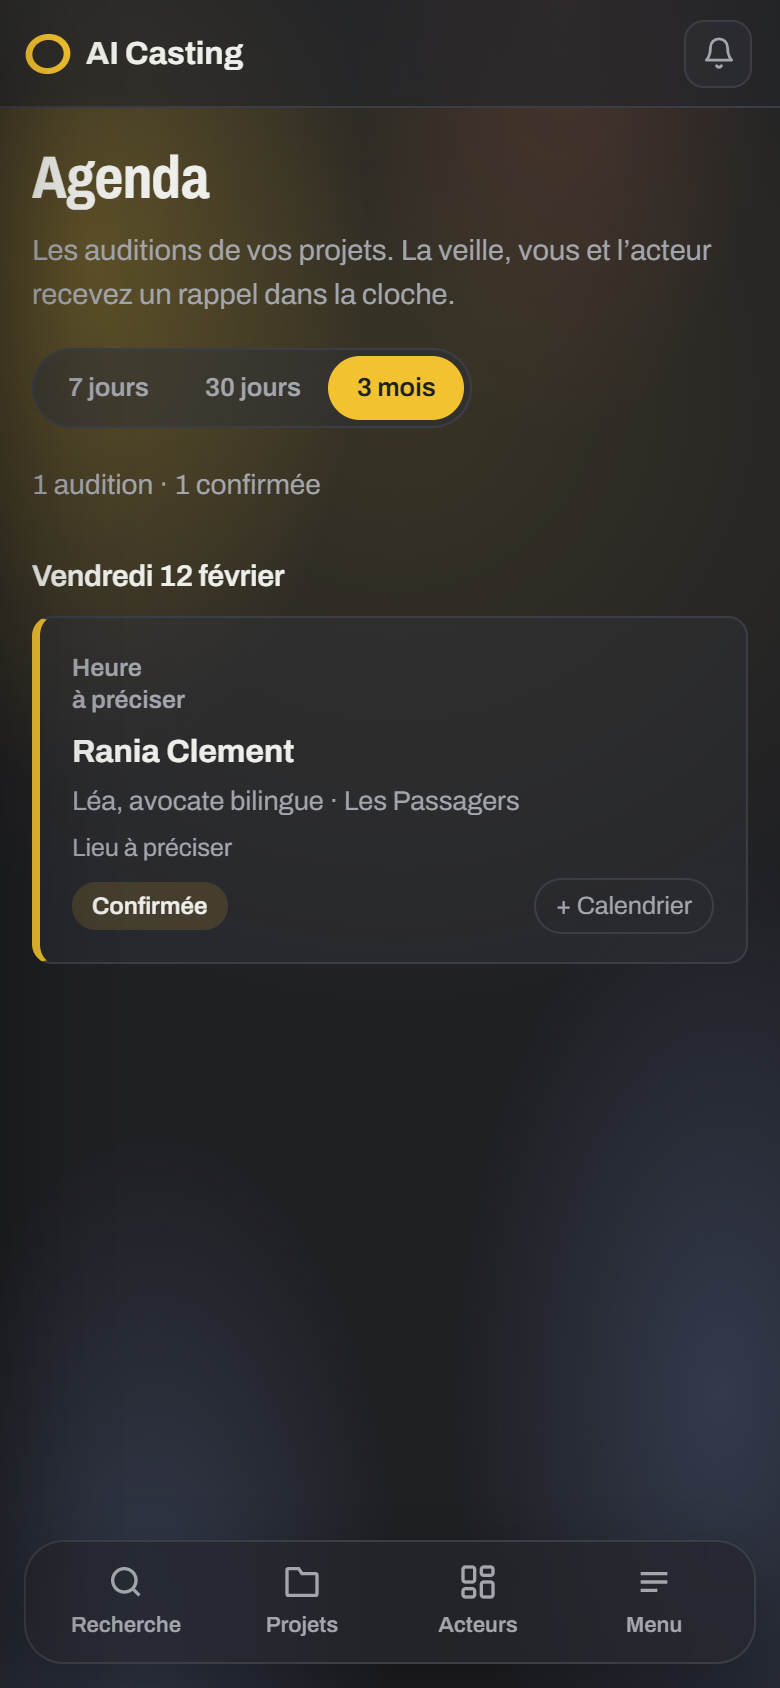 AI Casting
Agenda
Les auditions de vos projets. La veille, vous et l’acteur
recevez un rappel dans la cloche.
7 jours
30 jours
3 mois
1 audition · 1 confirmée
Vendredi 12 février
Heure
à préciser
Rania Clement
Léa, avocate bilingue · Les Passagers
Lieu à préciser
Confirmée
+ Calendrier
Recherche
Projets
Acteurs
Menu